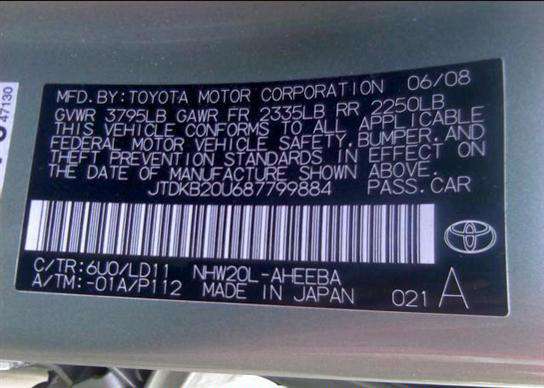 47130
MFD.BY:TOYOTA MOTOR CORPORATION 06/08
GVWR 3795LB GAWR FR 2335LB RR 2250LB
THIS VEHICLE CONFORMS TO ALL APPLICABLE
FEDERAL MOTOR VEHICLE SAFETY,BUMPER,AND
THEFT PREVENTION STANDARDS IN EFFECT ON
THE DATE OF MANUFACTURE SHOWN ABOVE.
JTDKB20U687799884 PASS.CAR
C/TR:6U0/LD11 NHW20L-AHEEBA
A/TM:-01A/P112 MADE IN JAPAN 021 A